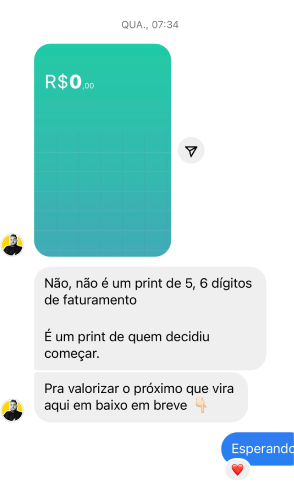 QUA., 07:34
R$0,00
Não, não é um print de 5, 6 dígitos
de faturamento
É um print de quem decidiu
começar.
Pra valorizar o próximo que vira
aqui em baixo em breve 👇🏻
Esperando